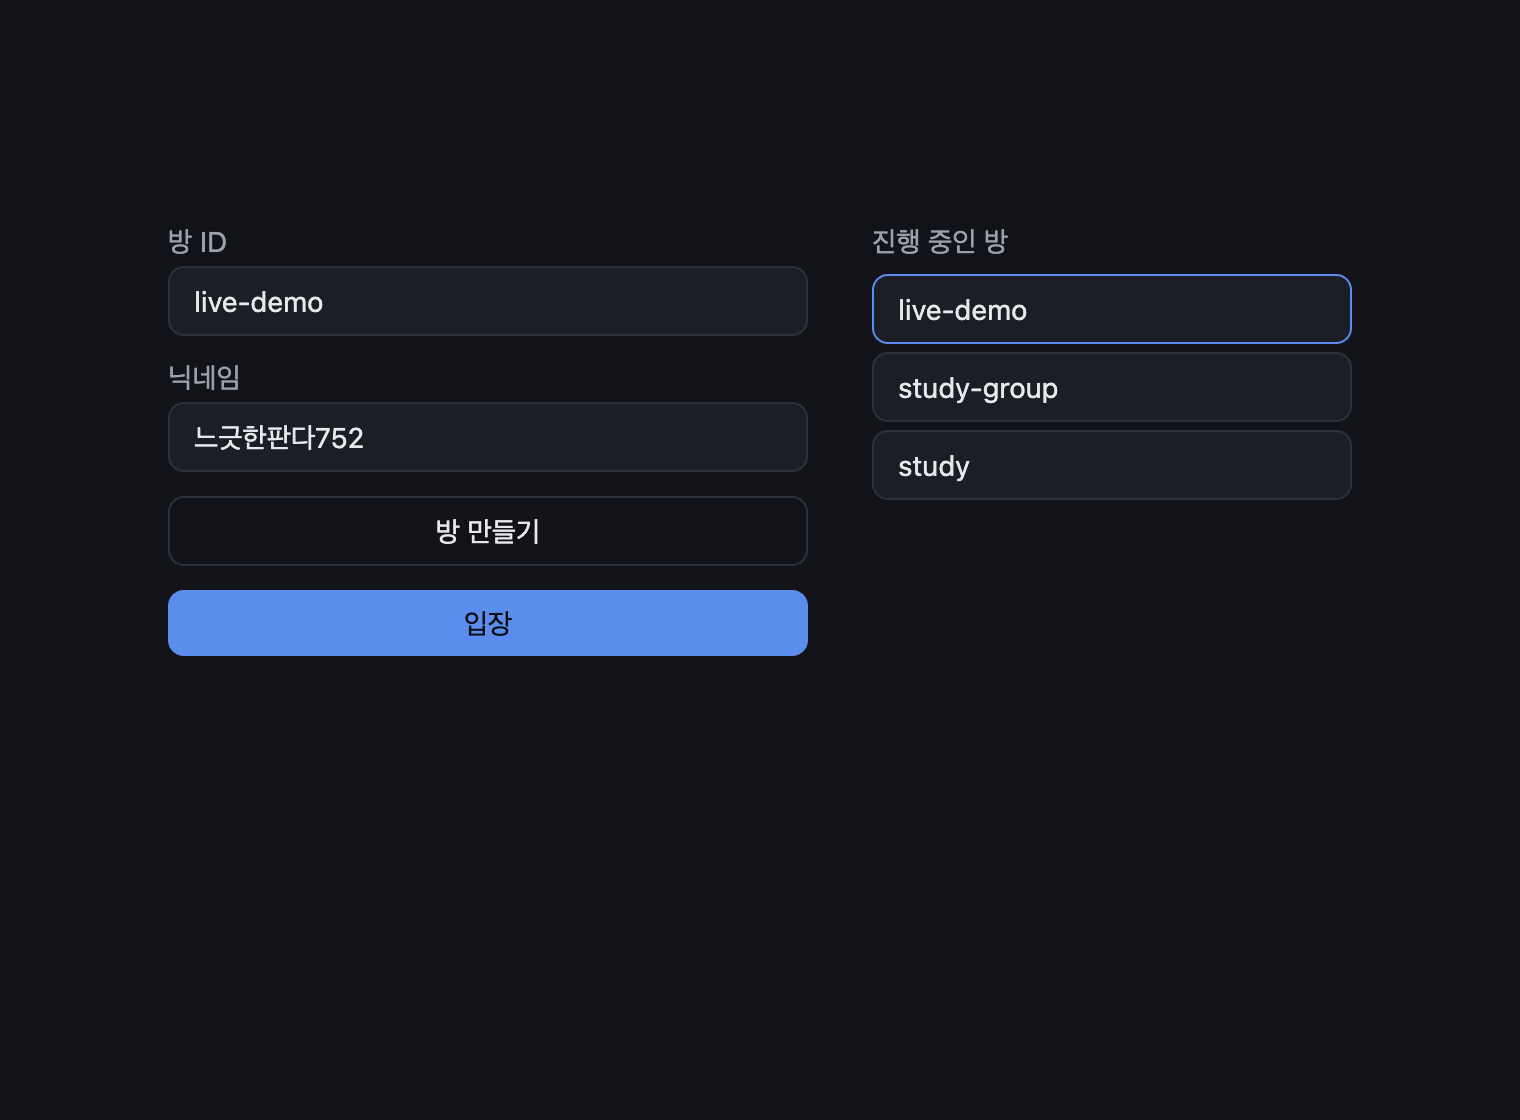 방 ID
live-demo
닉네임
느긋한판다752
방 만들기
입장
진행 중인 방
live-demo
study-group
study